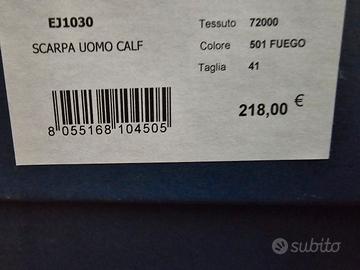 EJ1030
SCARPA UOMO CALF
Tessuto 72000
Colore 501 FUEGO
Taglia 41
218,00 €
8 055168 104505
subito